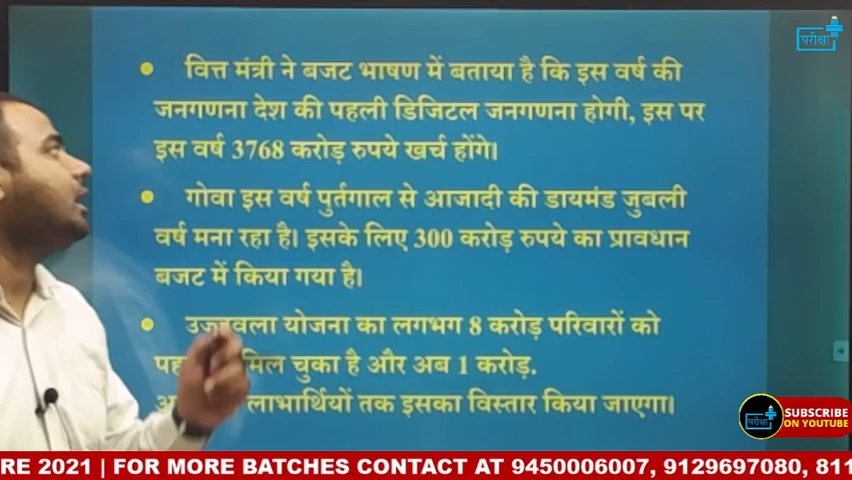 परीक्षा
वित्त मंत्री ने बजट भाषण में बताया है कि इस वर्ष की
जनगणना देश की पहली डिजिटल जनगणना होगी, इस पर
इस वर्ष 3768 करोड़ रुपये खर्च होंगे।
गोवा इस वर्ष पुर्तगाल से आजादी की डायमंड जुबली
वर्ष मना रहा है। इसके लिए 300 करोड़ रुपये का प्रावधान
बजट में किया गया है।
उज्ज्वला योजना का लगभग 8 करोड़ परिवारों को
मिल चुका है और अब 1 करोड़.
लाभार्थियों तक इसका विस्तार किया जाएगा।
परीक्षा
SUBSCRIBE
ON YOUTUBE
RE 2021 | FOR MORE BATCHES CONTACT AT 9450006007, 9129697080, 811